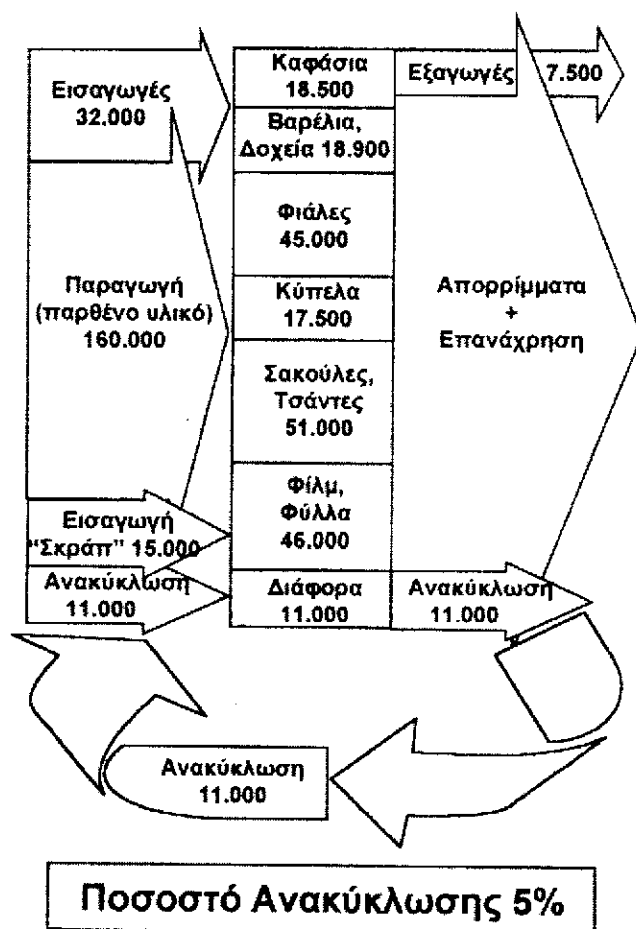 Εισαγωγές
32.000
Παραγωγή
(παρθένο υλικό)
160.000
Εισαγωγή
“Σκράπ” 15.000
Ανακύκλωση
11.000
Καφάσια
18.500
Βαρέλια,
Δοχεία 18.900
Φιάλες
45.000
Κύπελα
17.500
Σακούλες,
Τσάντες
51.000
Φίλμ,
Φύλλα
46.000
Διάφορα
11.000
Εξαγωγές 7.500
Απορρίμματα
+
Επανάχρηση
Ανακύκλωση
11.000
Ανακύκλωση
11.000
Ποσοστό Ανακύκλωσης 5%